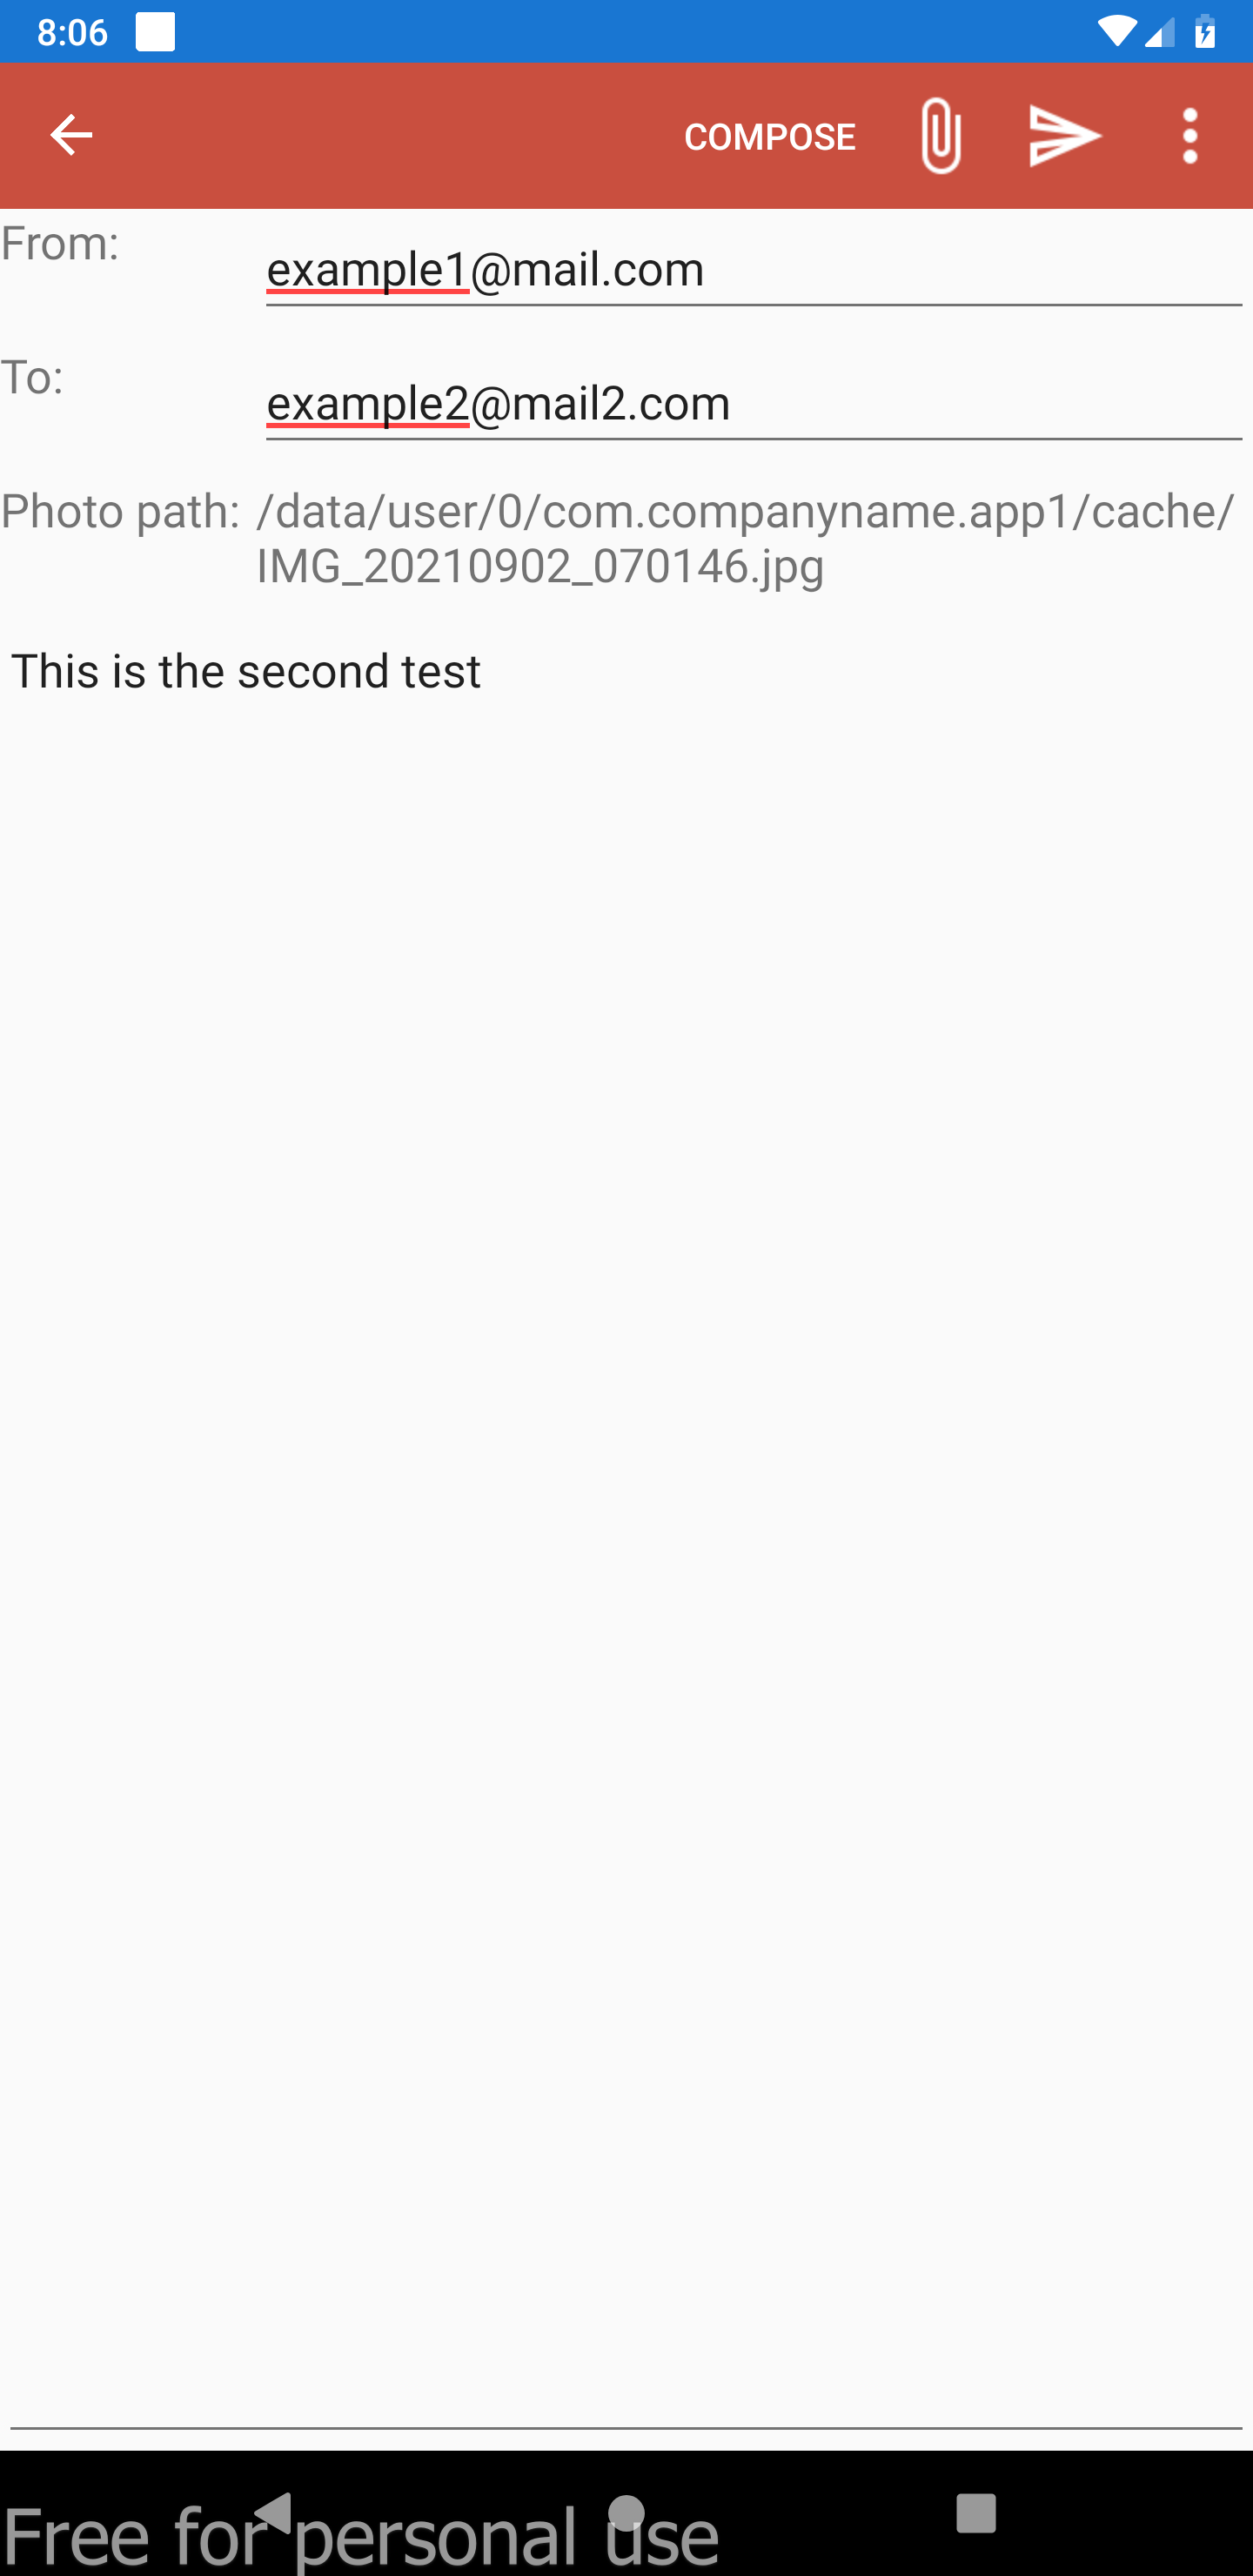 8:06
COMPOSE
From:
example1@mail.com
To:
example2@mail2.com
Photo path: /data/user/0/com.companyname.app1/cache/
IMG_20210902_070146.jpg
This is the second test
Free for personal use